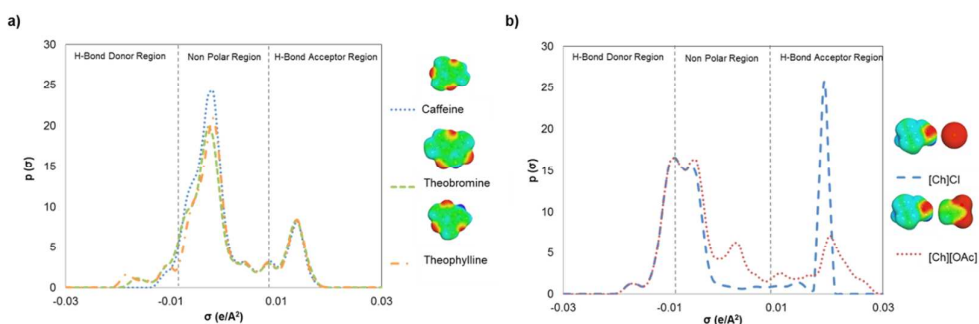 a)
30
25
20
15
10
5
0
p (σ)
H-Bond Donor Region
Non Polar Region
H-Bond Acceptor Region
-0.03
-0.01
0.01
0.03
σ (e/A²)
Caffeine
Theobromine
Theophylline
b)
30
25
20
15
10
5
0
p (σ)
H-Bond Donor Region
Non Polar Region
H-Bond Acceptor Region
-0.03
-0.01
0.01
0.03
σ (e/A²)
[Ch]Cl
[Ch][OAc]